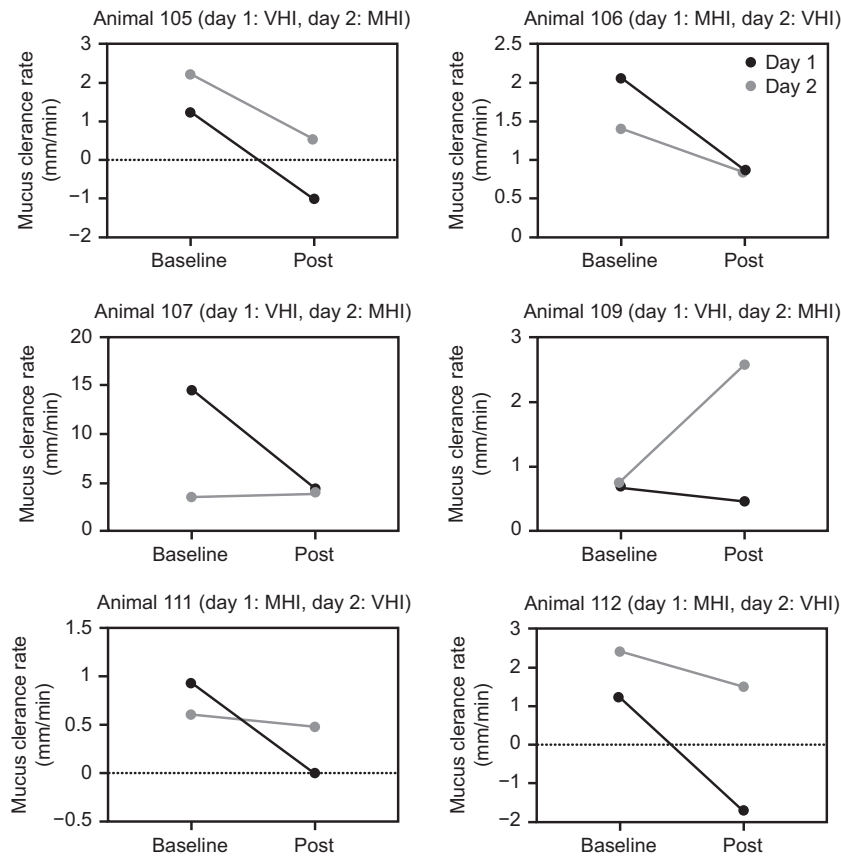 Animal 105 (day 1: VHI, day 2: MHI)
Mucus clerance rate
(mm/min)
3
2
1
0
−1
−2
Baseline Post
Animal 106 (day 1: MHI, day 2: VHI)
Mucus clerance rate
(mm/min)
2.5
2
1.5
1
0.5
0
Day 1
Day 2
Baseline Post
Animal 107 (day 1: VHI, day 2: MHI)
Mucus clerance rate
(mm/min)
20
15
10
5
0
Baseline Post
Animal 109 (day 1: VHI, day 2: MHI)
Mucus clerance rate
(mm/min)
3
2
1
0
Baseline Post
Animal 111 (day 1: MHI, day 2: VHI)
Mucus clerance rate
(mm/min)
1.5
1
0.5
0
−0.5
Baseline Post
Animal 112 (day 1: MHI, day 2: VHI)
Mucus clerance rate
(mm/min)
3
2
1
0
−1
−2
Baseline Post